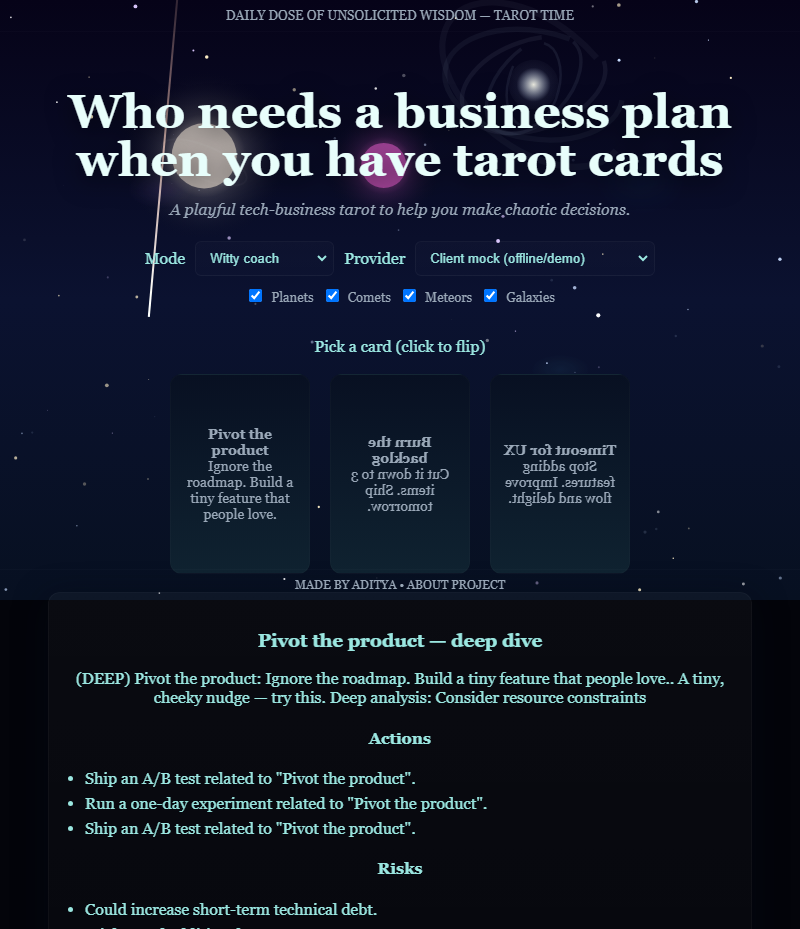 DAILY DOSE OF UNSOLICITED WISDOM — TAROT TIME
Who needs a business plan
when you have tarot cards
A playful tech-business tarot to help you make chaotic decisions.
Mode Witty coach Provider Client mock (offline/demo)
Planets Comets Meteors Galaxies
Pick a card (click to flip)
Pivot the
product
Ignore the
roadmap. Build a
tiny feature that
people love.
Burn the
backlog
Cut it down to 3
items. Ship
tomorrow.
Timeout for UX
Stop adding
features. Improve
flow and delight.
MADE BY ADITYA • ABOUT PROJECT
Pivot the product — deep dive
(DEEP) Pivot the product: Ignore the roadmap. Build a tiny feature that people love.. A tiny,
cheeky nudge — try this. Deep analysis: Consider resource constraints
Actions
• Ship an A/B test related to "Pivot the product".
• Run a one-day experiment related to "Pivot the product".
• Ship an A/B test related to "Pivot the product".
Risks
• Could increase short-term technical debt.